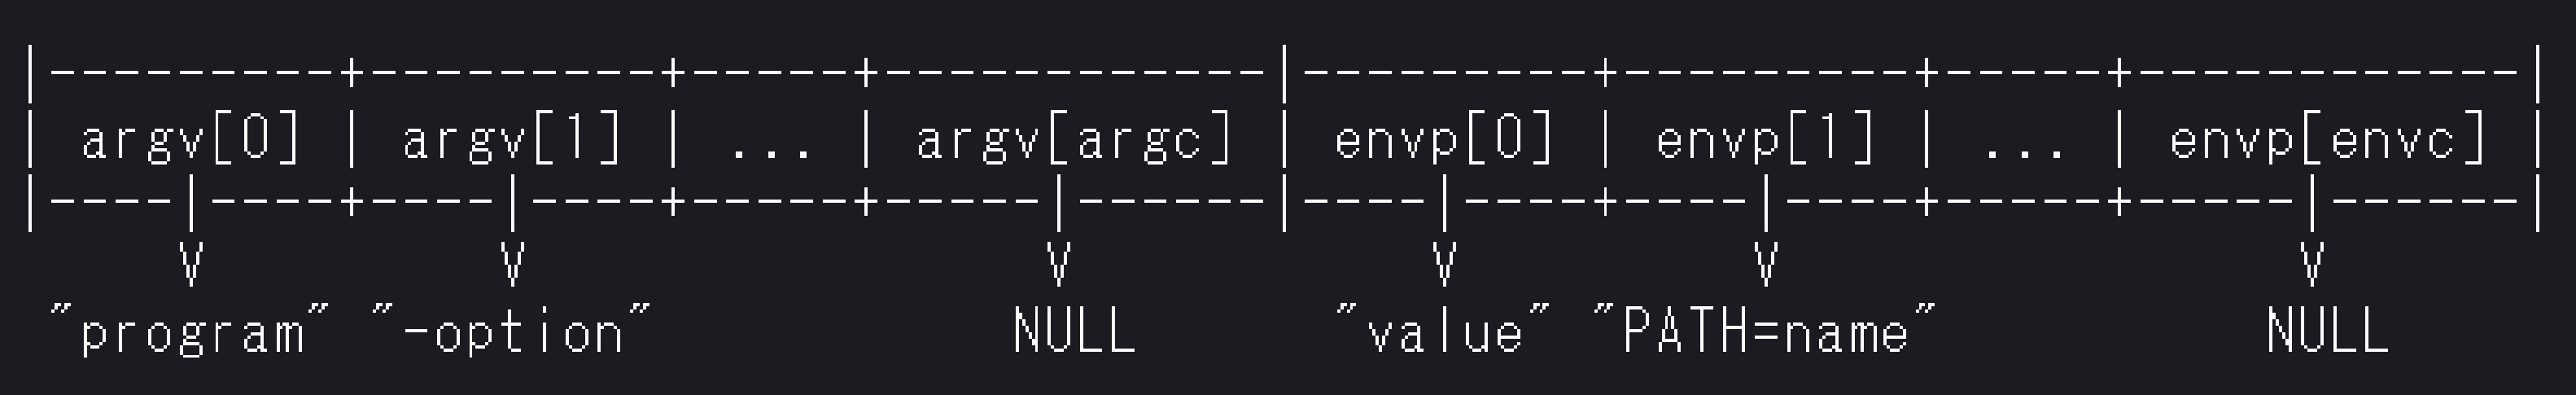 |---------+---------+-----+------------|---------+---------+-----+------------|
| argv[0] | argv[1] | ... | argv[argc] | envp[0] | envp[1] | ... | envp[envc] |
|----|----+----|----+-----+-----|------|----|----+----|----+-----+-----|------|
     V         V                V           V         V                V
 "program" "-option"           NULL      "value" "PATH=name"          NULL